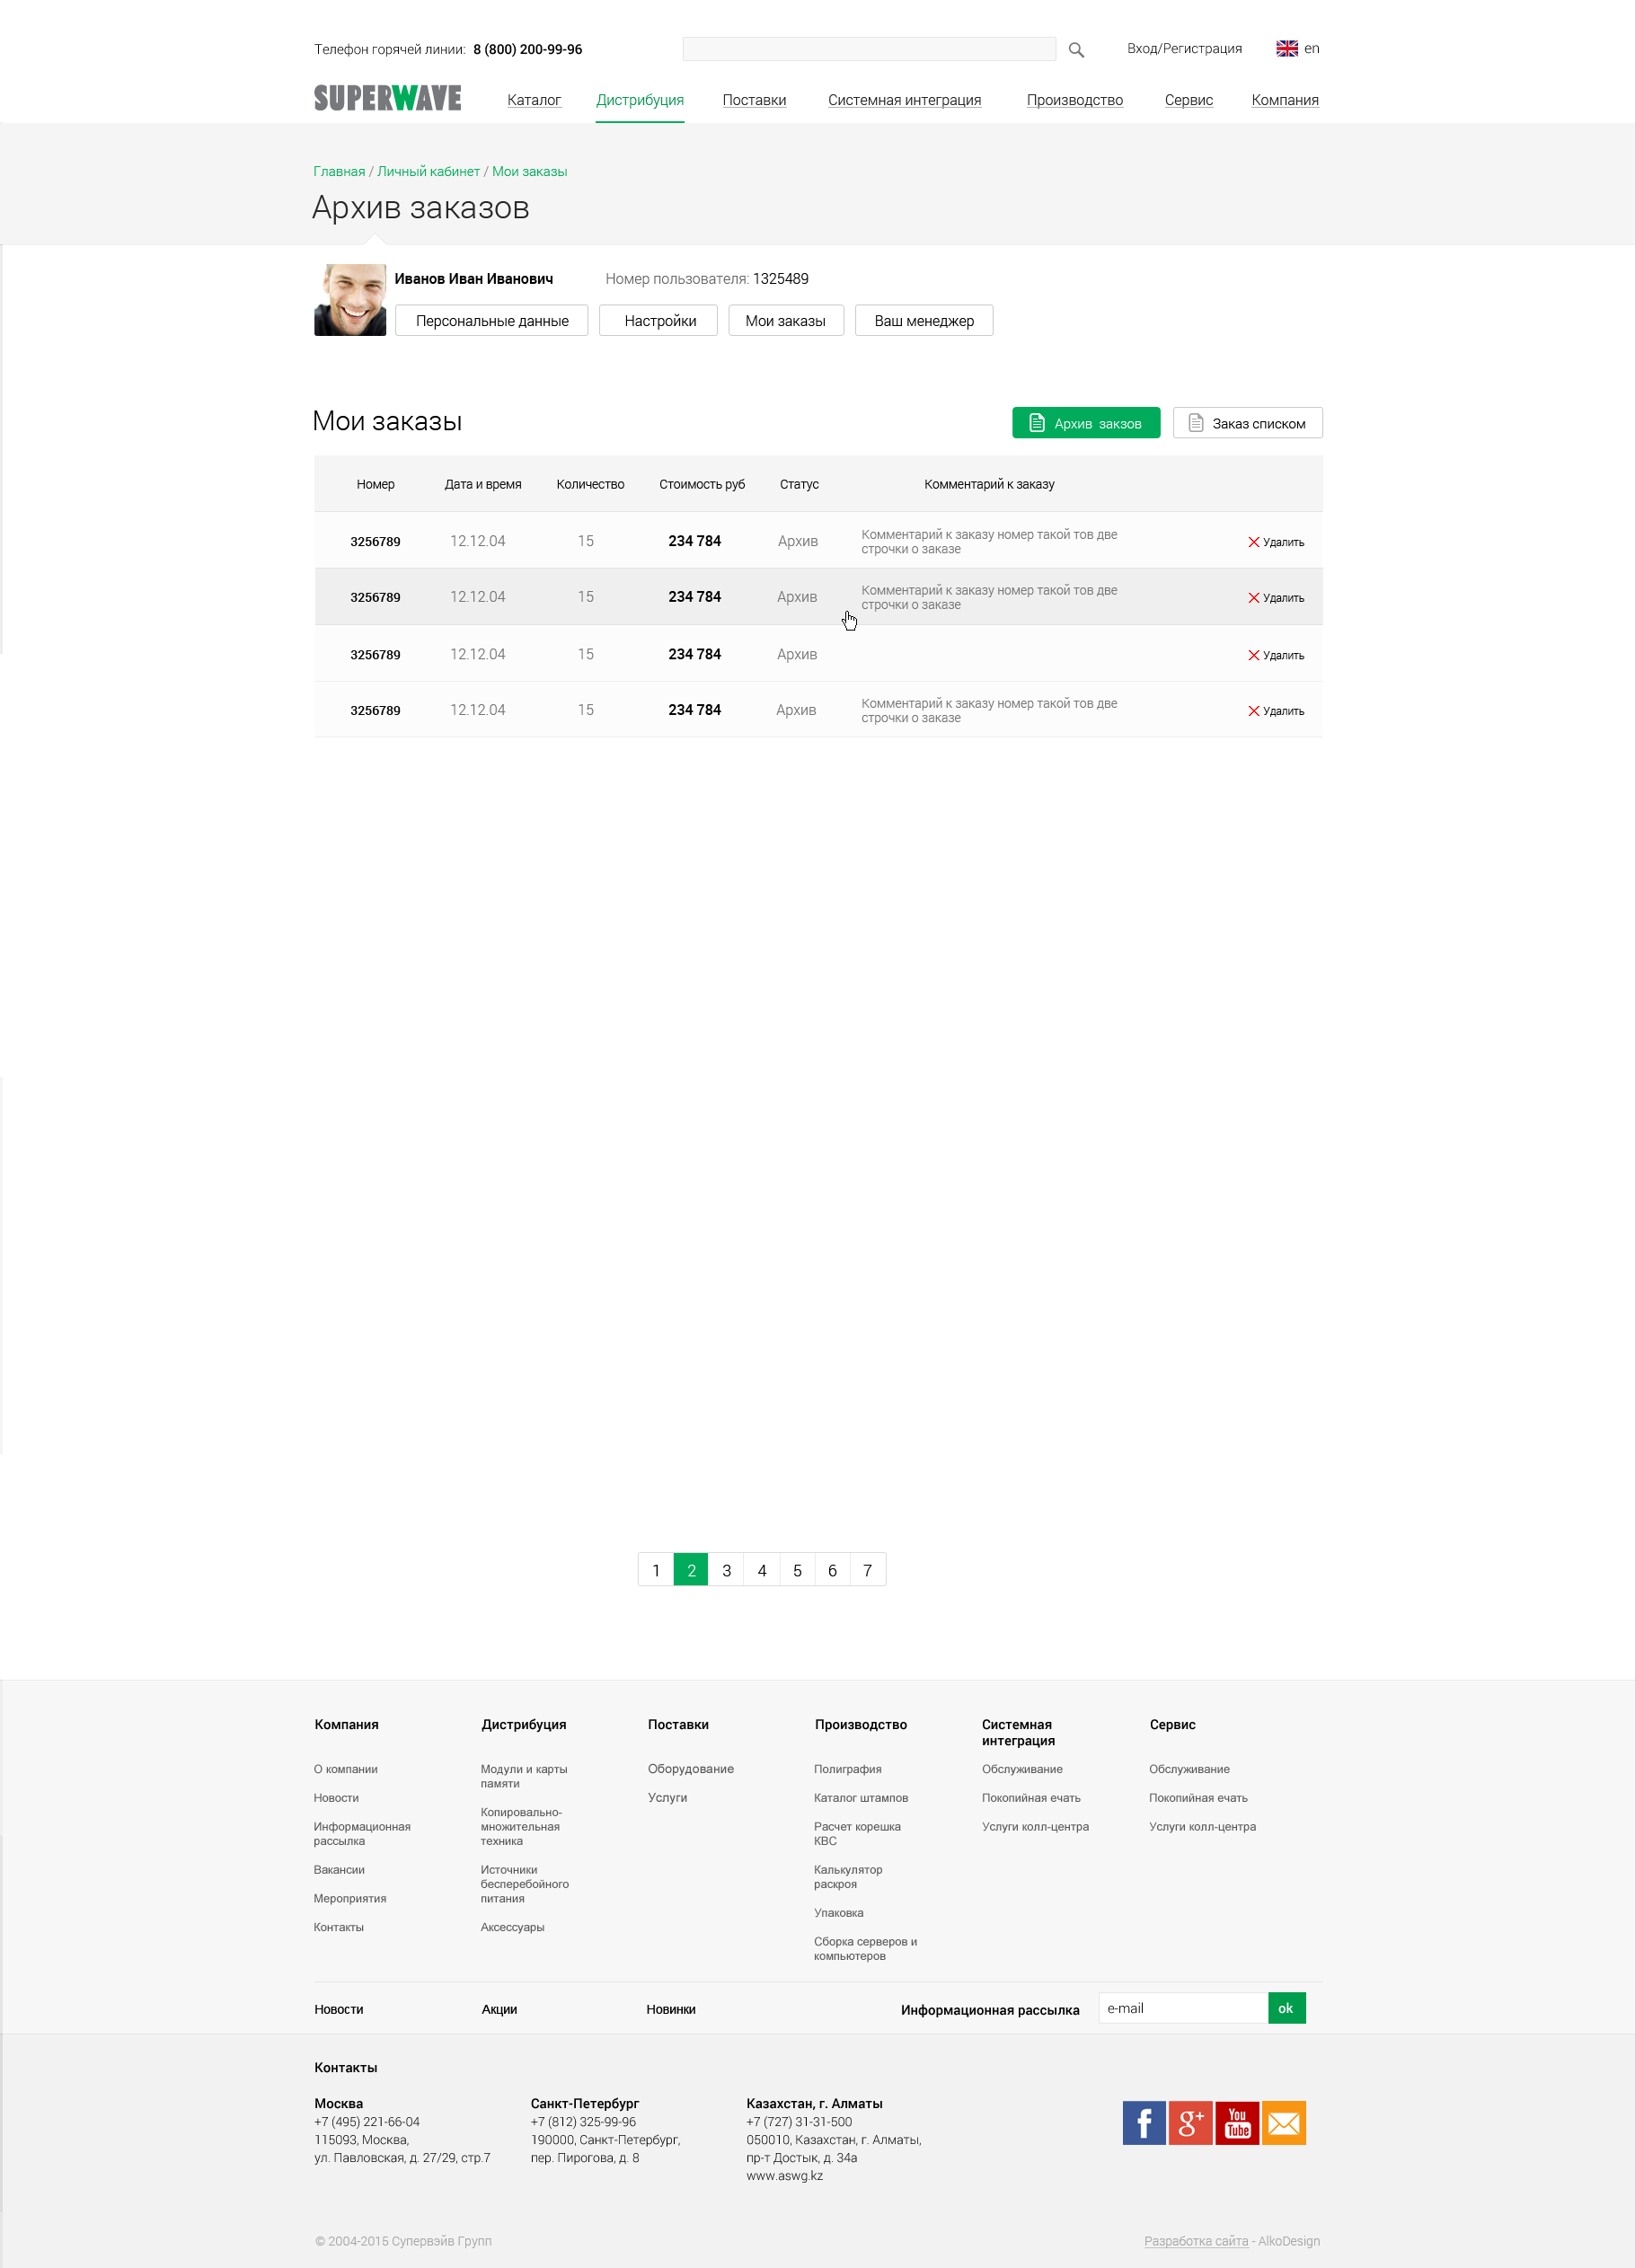 Телефон горячей линии: 8 (800) 200-99-96
Вход/Регистрация
en
SUPERWAVE
Каталог Дистрибуция Поставки Системная интеграция Производство Сервис Компания
Главная / Личный кабинет / Мои заказы
Архив заказов
Иванов Иван Иванович Номер пользователя: 1325489
Персональные данные Настройки Мои заказы Ваш менеджер
Мои заказы
Архив закзов Заказ списком
Номер Дата и время Количество Стоимость руб Статус Комментарий к заказу
3256789 12.12.04 15 234 784 Архив Комментарий к заказу номер такой тов две
строчки о заказе
Удалить
3256789 12.12.04 15 234 784 Архив Комментарий к заказу номер такой тов две
строчки о заказе
Удалить
3256789 12.12.04 15 234 784 Архив Удалить
3256789 12.12.04 15 234 784 Архив Комментарий к заказу номер такой тов две
строчки о заказе
Удалить
1 2 3 4 5 6 7
Компания
О компании
Новости
Информационная
рассылка
Вакансии
Мероприятия
Контакты
Дистрибуция
Модули и карты
памяти
Копировально-
множительная
техника
Источники
бесперебойного
питания
Аксессуары
Поставки
Оборудование
Услуги
Производство
Полиграфия
Каталог штампов
Расчет корешка
КВС
Калькулятор
раскроя
Упаковка
Сборка серверов и
компьютеров
Системная
интеграция
Обслуживание
Покопийная ечать
Услуги колл-центра
Сервис
Обслуживание
Покопийная ечать
Услуги колл-центра
Новости Акции Новинки Информационная рассылка e-mail ok
Контакты
Москва
+7 (495) 221-66-04
115093, Москва,
ул. Павловская, д. 27/29, стр.7
Санкт-Петербург
+7 (812) 325-99-96
190000, Санкт-Петербург,
пер. Пирогова, д. 8
Казахстан, г. Алматы
+7 (727) 31-31-500
050010, Казахстан, г. Алматы,
пр-т Достык, д. 34а
www.aswg.kz
f g+ You
Tube
© 2004-2015 Супервэйв Групп
Разработка сайта - AlkoDesign